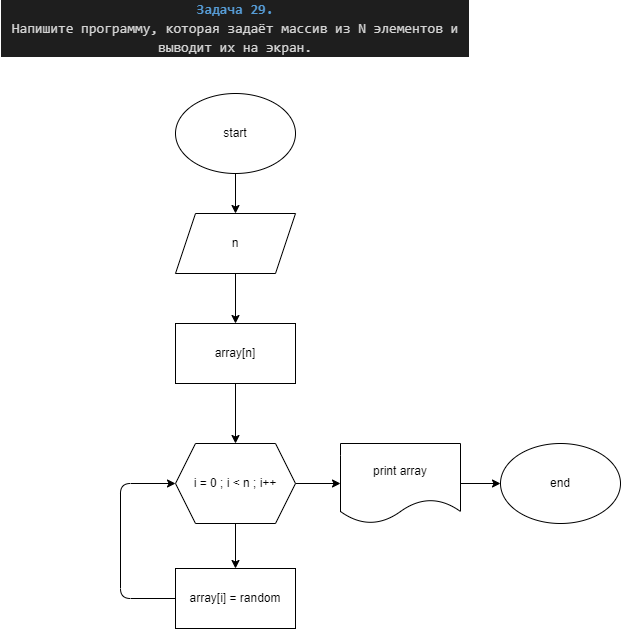 Задача 29.
Напишите программу, которая задаёт массив из N элементов и
выводит их на экран.
start
n
array[n]
i = 0 ; i < n ; i++
print array
end
array[i] = random